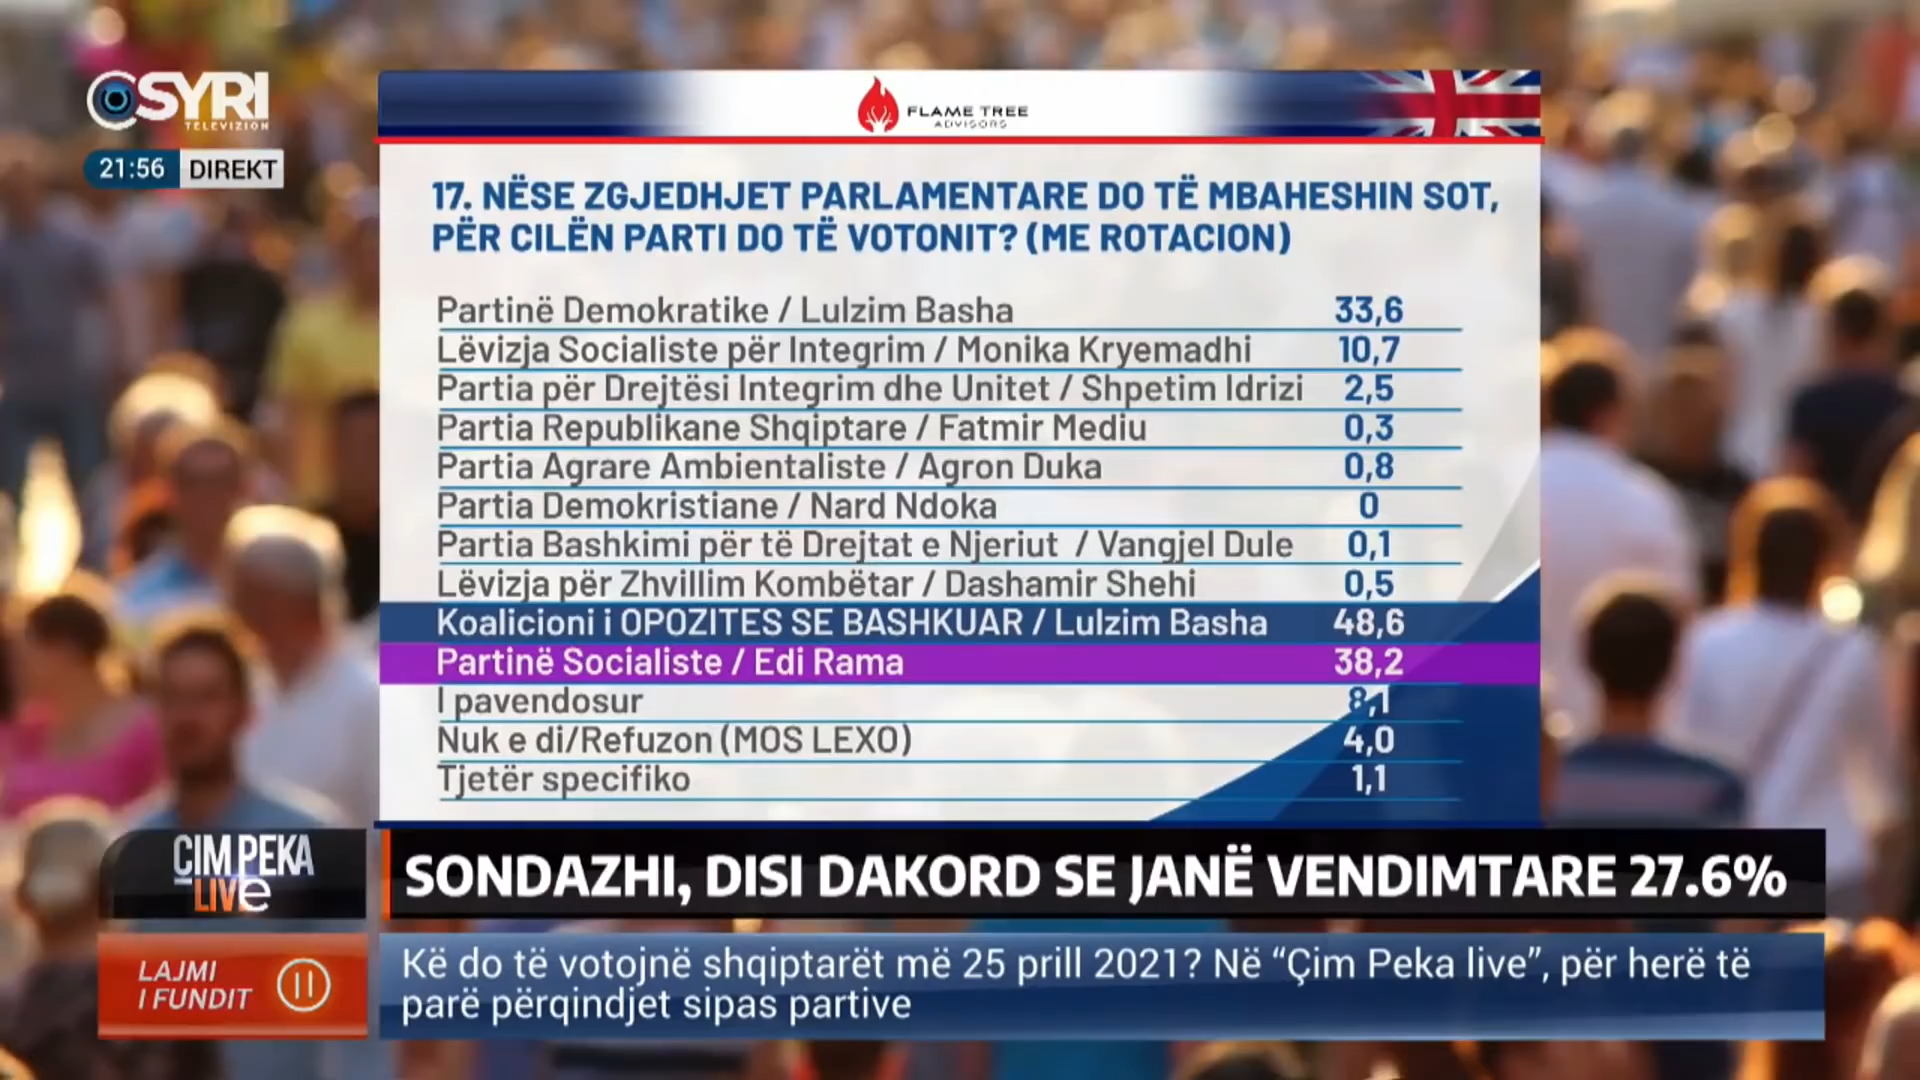 SYRI
TELEVIZION
21:56 DIREKT
FLAME TREE
ADVISORS
17. NËSE ZGJEDHJET PARLAMENTARE DO TË MBAHESHIN SOT,
PËR CILËN PARTI DO TË VOTONIT? (ME ROTACION)
Partinë Demokratike / Lulzim Basha 33,6
Lëvizja Socialiste për Integrim / Monika Kryemadhi 10,7
Partia për Drejtësi Integrim dhe Unitet / Shpetim Idrizi 2,5
Partia Republikane Shqiptare / Fatmir Mediu 0,3
Partia Agrare Ambientaliste / Agron Duka 0,8
Partia Demokristiane / Nard Ndoka 0
Partia Bashkimi për të Drejtat e Njeriut / Vangjel Dule 0,1
Lëvizja për Zhvillim Kombëtar / Dashamir Shehi 0,5
Koalicioni i OPOZITES SE BASHKUAR / Lulzim Basha 48,6
Partinë Socialiste / Edi Rama 38,2
I pavendosur 8,1
Nuk e di/Refuzon (MOS LEXO) 4,0
Tjetër specifiko 1,1
ÇIM PEKA
LIVE
SONDAZHI, DISI DAKORD SE JANË VENDIMTARE 27.6%
LAJMI
I FUNDIT
Kë do të votojnë shqiptarët më 25 prill 2021? Në “Çim Peka live”, për herë të
parë përqindjet sipas partive